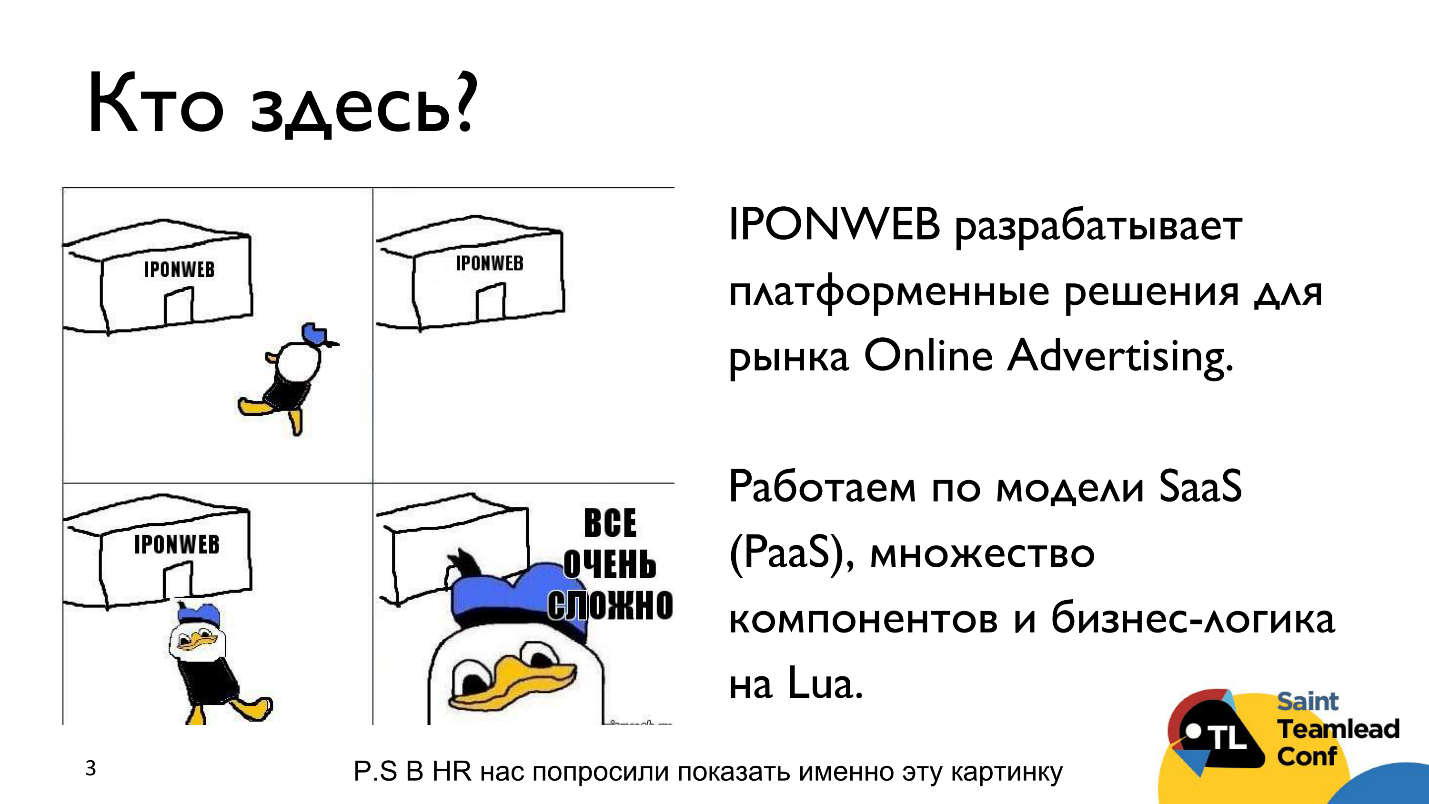 Кто здесь?
IPONWEB
IPONWEB
IPONWEB
ВСЕ
ОЧЕНЬ
СЛОЖНО
IPONWEB разрабатывает
платформенные решения для
рынка Online Advertising.
Работаем по модели SaaS
(PaaS), множество
компонентов и бизнес-логика
на Lua.
TL
Saint
Teamlead
Conf
3
P.S В HR нас попросили показать именно эту картинку